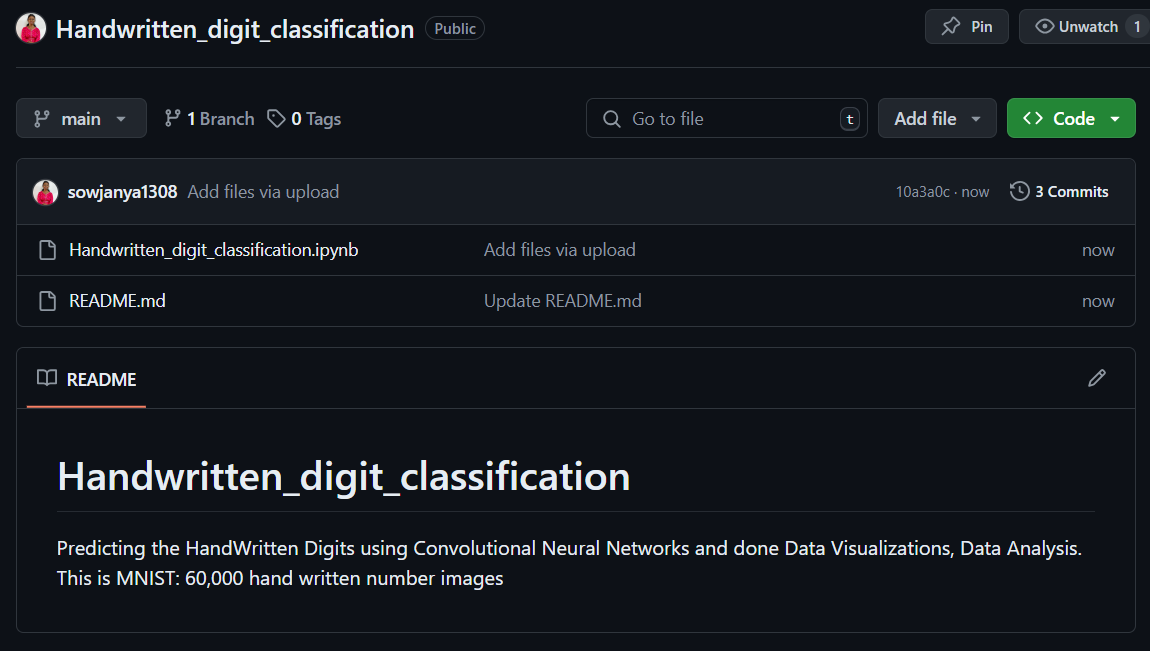 Handwritten_digit_classification Public Pin Unwatch 1
main 1 Branch 0 Tags Go to file t Add file Code
sowjanya1308 Add files via upload 10a3a0c · now 3 Commits
Handwritten_digit_classification.ipynb Add files via upload now
README.md Update README.md now
README
Handwritten_digit_classification
Predicting the HandWritten Digits using Convolutional Neural Networks and done Data Visualizations, Data Analysis.
This is MNIST: 60,000 hand written number images